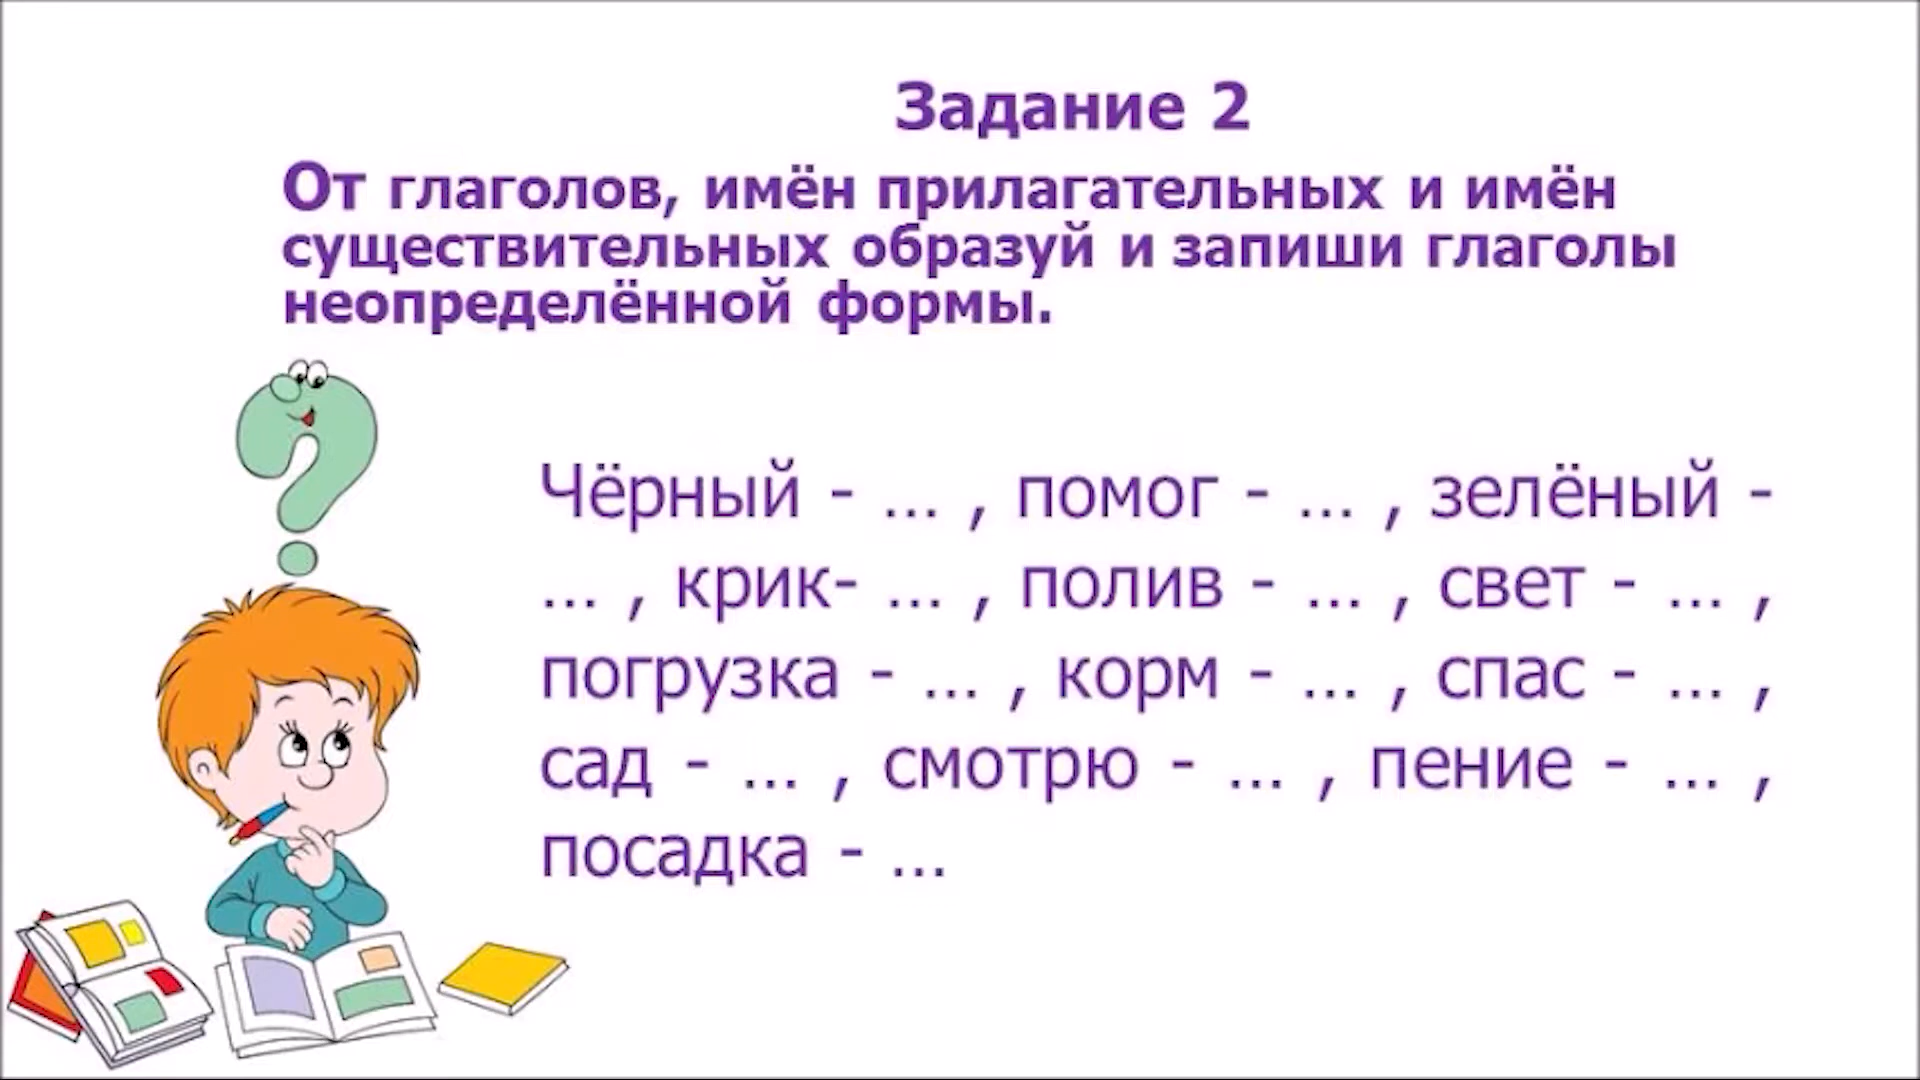 Задание 2
От глаголов, имён прилагательных и имён
существительных образуй и запиши глаголы
неопределённой формы.
Чёрный - … , помог - … , зелёный -
… , крик- … , полив - … , свет - … ,
погрузка - … , корм - … , спас - … ,
сад - … , смотрю - … , пение - … ,
посадка - …